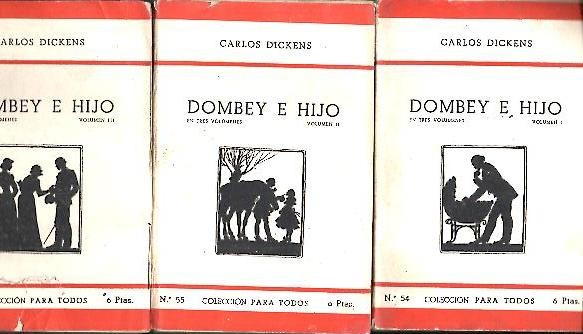 CARLOS DICKENS
DOMBEY E HIJO
VOLUMEN III
COLECCIÓN PARA TODOS 6 Ptas.
CARLOS DICKENS
DOMBEY E HIJO
EN TRES VOLÚMENES VOLUMEN II
N.º 55 COLECCIÓN PARA TODOS 6 Ptas.
CARLOS DICKENS
DOMBEY E HIJO
EN TRES VOLÚMENES VOLUMEN I
N.º 54 COLECCIÓN PARA TODOS 6 Ptas.